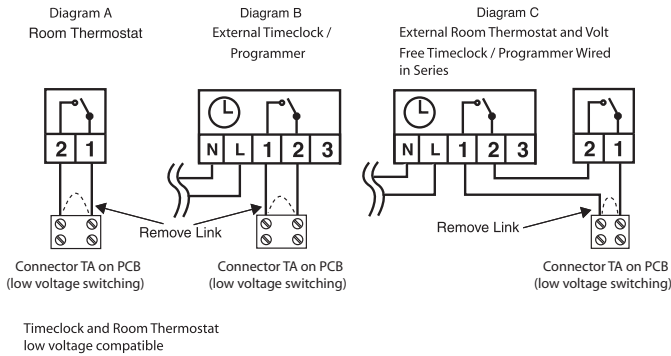 Diagram A
Room Thermostat
2 1
Connector TA on PCB
(low voltage switching)
Diagram B
External Timeclock /
Programmer
N L 1 2 3
Remove Link
Connector TA on PCB
(low voltage switching)
Diagram C
External Room Thermostat and Volt
Free Timeclock / Programmer Wired
in Series
N L 1 2 3
2 1
Remove Link
Connector TA on PCB
(low voltage switching)
Timeclock and Room Thermostat
low voltage compatible